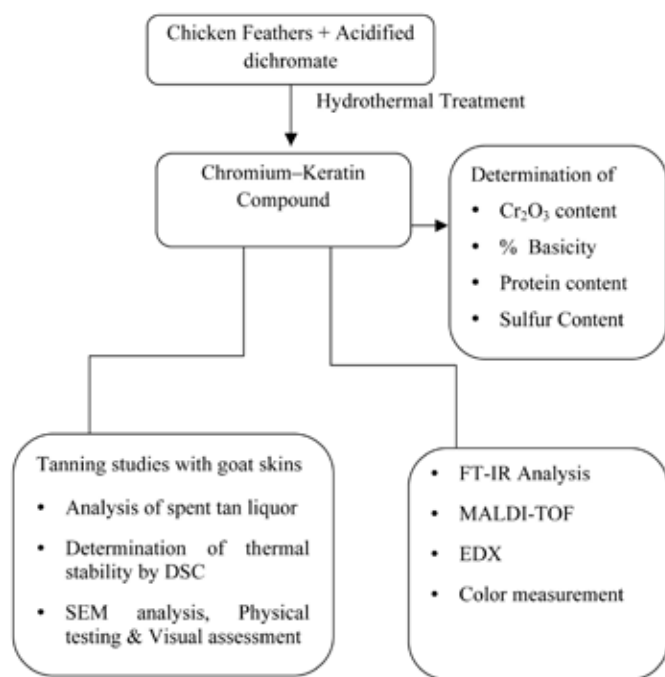 Chicken Feathers + Acidified
dichromate
Hydrothermal Treatment
Chromium–Keratin
Compound
Determination of
• Cr₂O₃ content
• % Basicity
• Protein content
• Sulfur Content
Tanning studies with goat skins
• Analysis of spent tan liquor
• Determination of thermal
stability by DSC
• SEM analysis, Physical
testing & Visual assessment
• FT-IR Analysis
• MALDI-TOF
• EDX
• Color measurement